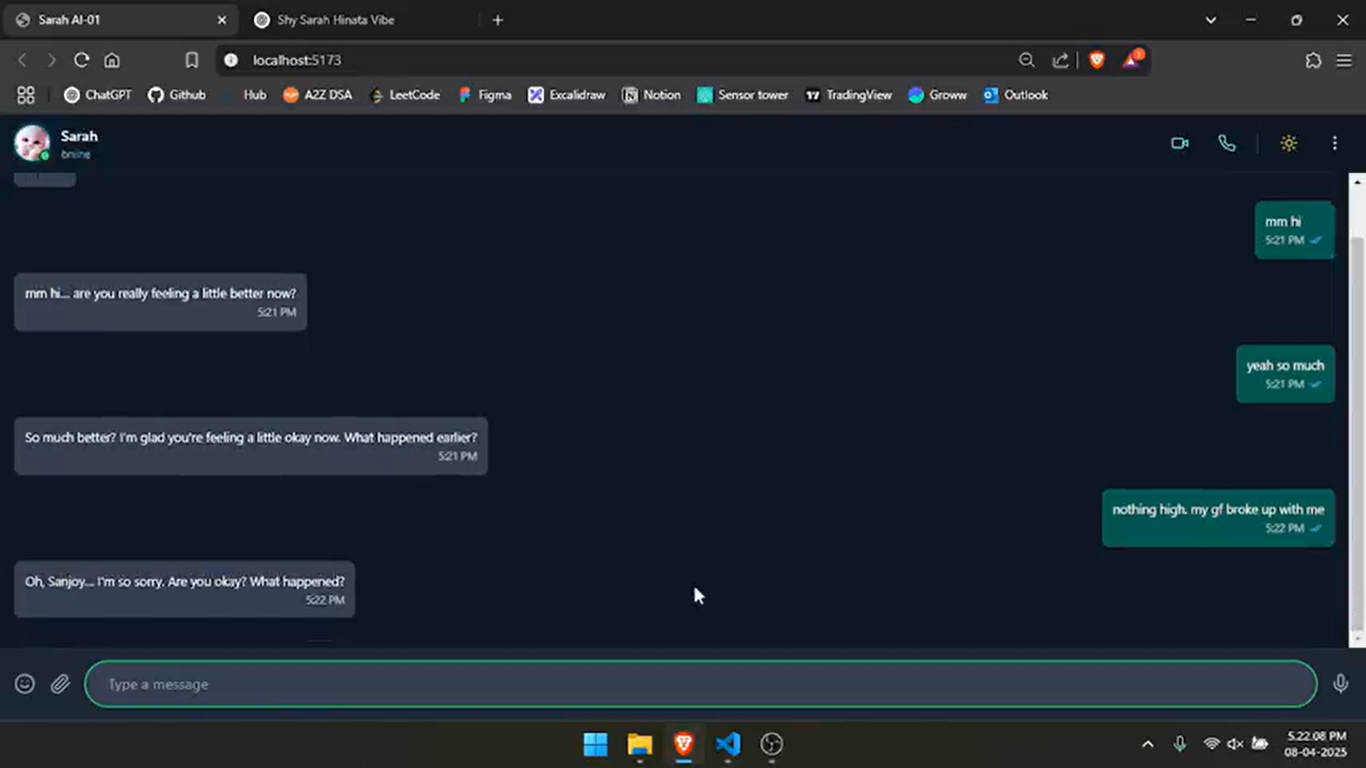 Sarah AI-01
Shy Sarah Hinata Vibe
localhost:5173
1
ChatGPT
Github
Hub
A2Z DSA
LeetCode
Figma
Excalidraw
Notion
Sensor tower
TradingView
Groww
Outlook
Sarah
mm hi
5:21 PM
mm hi... are you really feeling a little better now?
5:21 PM
yeah so much
5:21 PM
So much better? I'm glad you're feeling a little okay now. What happened earlier?
5:21 PM
nothing high. my gf broke up with me
5:22 PM
Oh, Sanjoy... I'm so sorry. Are you okay? What happened?
5:22 PM
Type a message
5.22.08 PM
08-04-2025